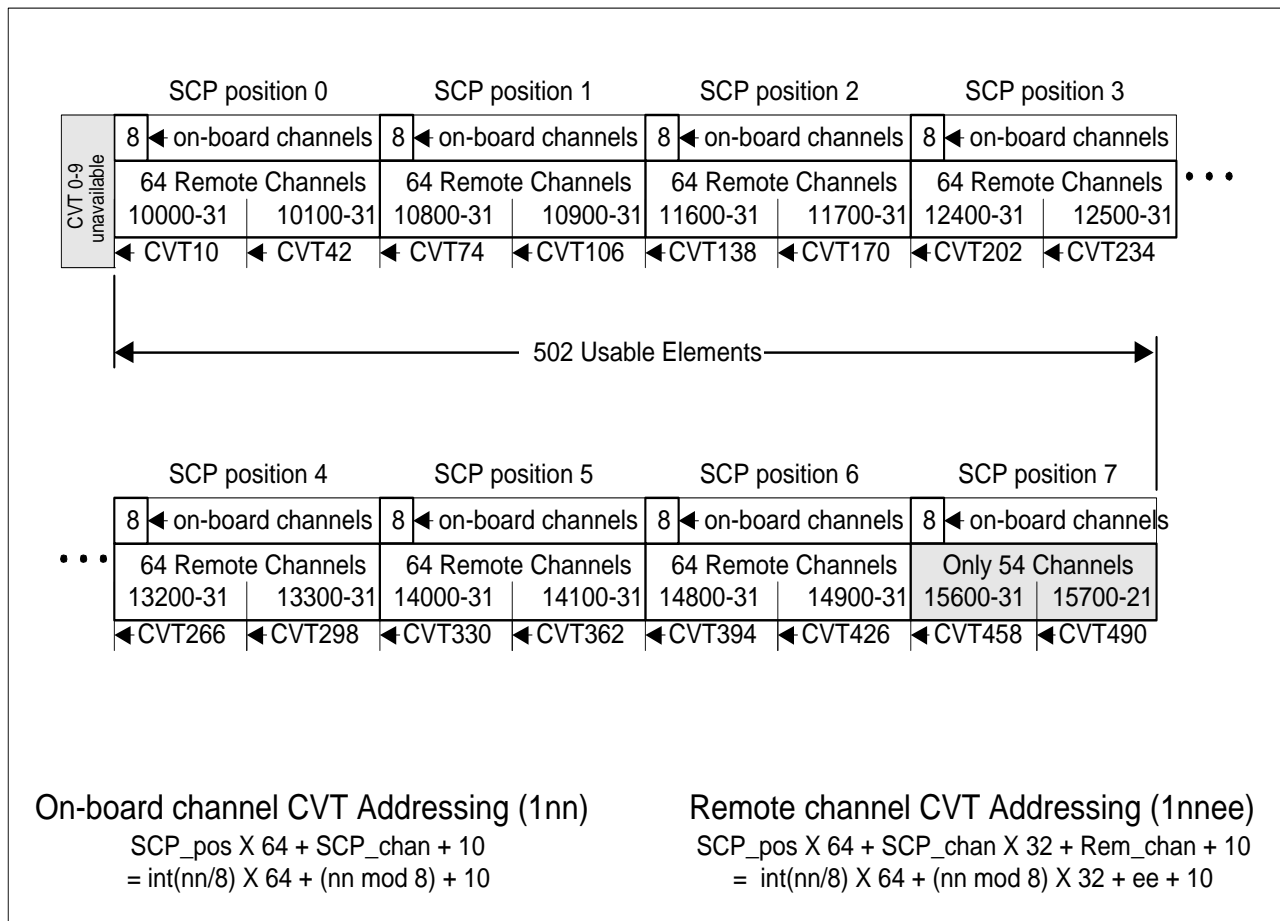 SCP position 0 SCP position 1 SCP position 2 SCP position 3
CVT 0-9
unavailable
8 on-board channels 8 on-board channels 8 on-board channels 8 on-board channels
64 Remote Channels 64 Remote Channels 64 Remote Channels 64 Remote Channels
10000-31 10100-31 10800-31 10900-31 11600-31 11700-31 12400-31 12500-31
CVT10 CVT42 CVT74 CVT106 CVT138 CVT170 CVT202 CVT234
502 Usable Elements
SCP position 4 SCP position 5 SCP position 6 SCP position 7
8 on-board channels 8 on-board channels 8 on-board channels 8 on-board channels
64 Remote Channels 64 Remote Channels 64 Remote Channels Only 54 Channels
13200-31 13300-31 14000-31 14100-31 14800-31 14900-31 15600-31 15700-21
CVT266 CVT298 CVT330 CVT362 CVT394 CVT426 CVT458 CVT490
On-board channel CVT Addressing (1nn)
SCP_pos X 64 + SCP_chan + 10
= int(nn/8) X 64 + (nn mod 8) + 10
Remote channel CVT Addressing (1nnee)
SCP_pos X 64 + SCP_chan X 32 + Rem_chan + 10
= int(nn/8) X 64 + (nn mod 8) X 32 + ee + 10